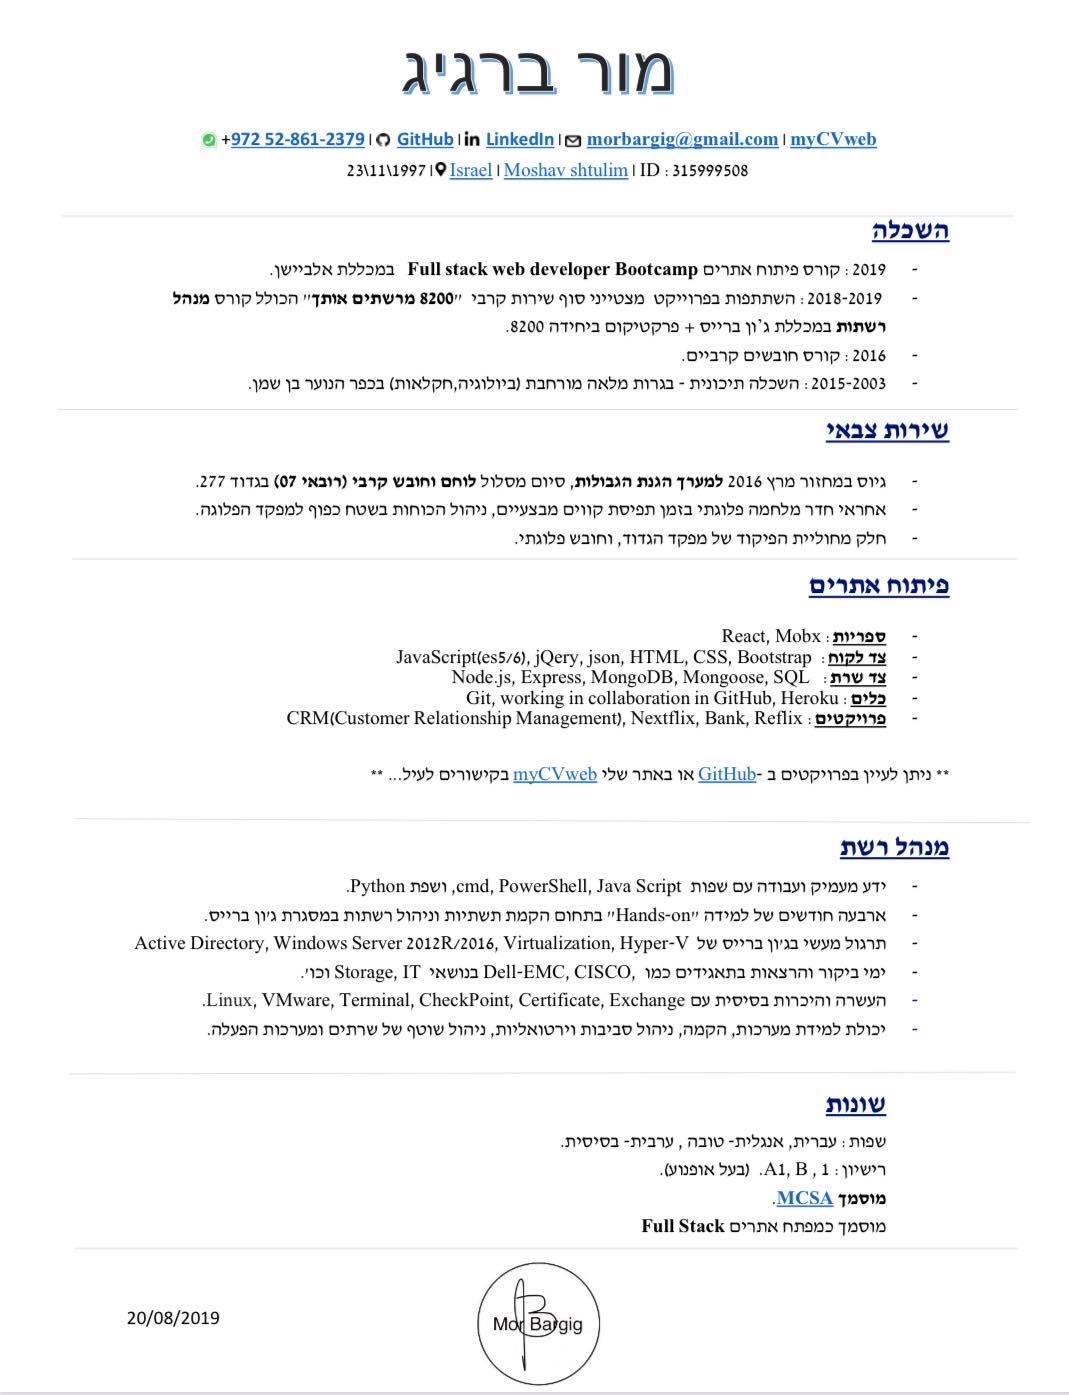 מור ברגיג
+972 52-861-2379 | GitHub | LinkedIn | morbargig@gmail.com | myCVweb
23\11\1997 | Israel | Moshav shtulim | ID : 315999508
השכלה
- 2019 : קורס פיתוח אתרים Full stack web developer Bootcamp במכללת אלביישן.
- 2018-2019 : השתתפות בפרוייקט מצטייני סוף שירות קרבי "8200 מרשתים אותך" הכולל קורס מנהל
רשתות במכללת ג'ון ברייס + פרקטיקום ביחידה 8200.
- 2016 : קורס חובשים קרביים.
- 2015-2003 : השכלה תיכונית - בגרות מלאה מורחבת (ביולוגיה,חקלאות) בכפר הנוער בן שמן.
שירות צבאי
- גיוס במחזור מרץ 2016 למערך הגנת הגבולות, סיום מסלול לוחם וחובש קרבי (רובאי 07) בגדוד 277.
- אחראי חדר מלחמה פלוגתי בזמן תפיסת קווים מבצעיים, ניהול הכוחות בשטח כפוף למפקד הפלוגה.
- חלק מחוליית הפיקוד של מפקד הגדוד, וחובש פלוגתי.
פיתוח אתרים
- ספריות : React, Mobx
- צד לקוח : JavaScript(es5/6), jQery, json, HTML, CSS, Bootstrap
- צד שרת : Node.js, Express, MongoDB, Mongoose, SQL
- כלים : Git, working in collaboration in GitHub, Heroku
- פרויקטים : CRM(Customer Relationship Management), Nextflix, Bank, Reflix
** ניתן לעיין בפרויקטים ב -GitHub או באתר שלי myCVweb בקישורים לעיל... **
מנהל רשת
- ידע מעמיק ועבודה עם שפות cmd, PowerShell, Java Script, ושפת Python.
- ארבעה חודשים של למידה "Hands-on" בתחום הקמת תשתיות וניהול רשתות במסגרת ג'ון ברייס.
- תרגול מעשי בג'ון ברייס של Active Directory, Windows Server 2012R/2016, Virtualization, Hyper-V
- ימי ביקור והרצאות בתאגידים כמו Dell-EMC, CISCO, בנושאי Storage, IT וכו'.
- העשרה והיכרות בסיסית עם Linux, VMware, Terminal, CheckPoint, Certificate, Exchange.
- יכולת למידת מערכות, הקמה, ניהול סביבות וירטואליות, ניהול שוטף של שרתים ומערכות הפעלה.
שונות
שפות : עברית, אנגלית- טובה , ערבית- בסיסית.
רישיון : 1 , A1, B. (בעל אופנוע).
מוסמך MCSA.
מוסמך כמפתח אתרים Full Stack
20/08/2019
Mor Bargig